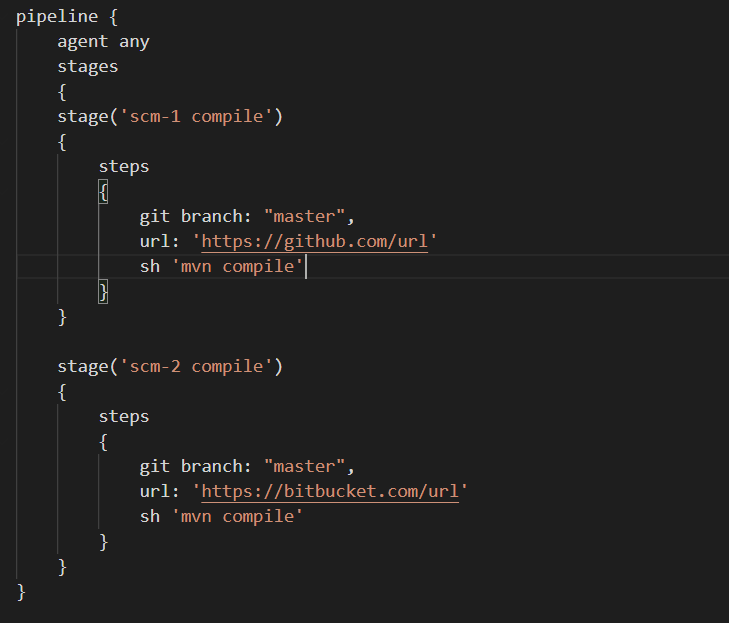 pipeline {
    agent any
    stages
    {
    stage('scm-1 compile')
    {
        steps
        {
            git branch: "master",
            url: 'https://github.com/url'
            sh 'mvn compile'
        }
    }

    stage('scm-2 compile')
    {
        steps
        {
            git branch: "master",
            url: 'https://bitbucket.com/url'
            sh 'mvn compile'
        }
    }
}